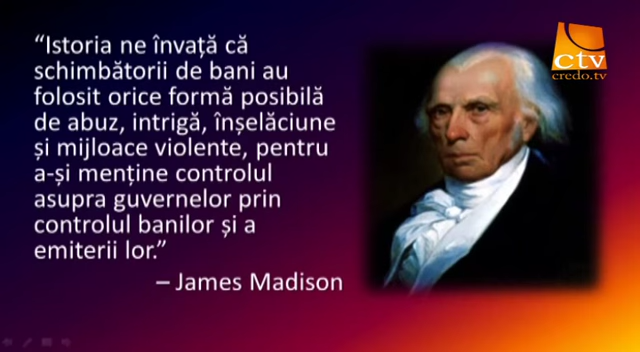 “Istoria ne învață că
schimbătorii de bani au
folosit orice formă posibilă
de abuz, intrigă, înșelăciune
și mijloace violente, pentru
a-și menține controlul
asupra guvernelor prin
controlul banilor și a
emiterii lor.”
– James Madison
ctv
credo.tv